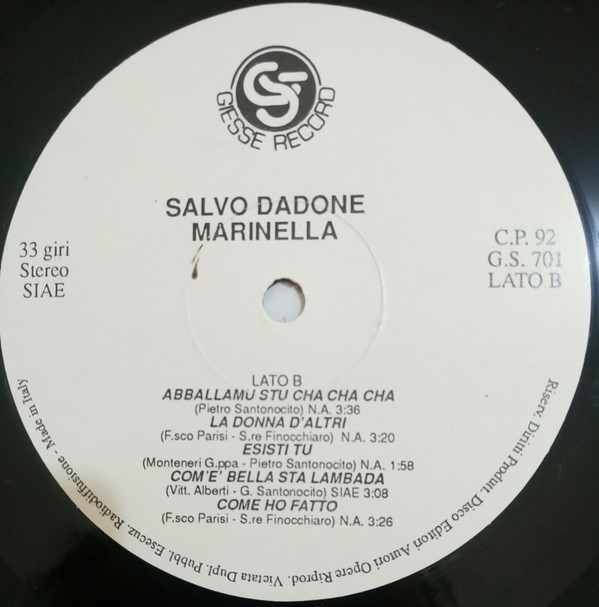 GS
GIESSE RECORD
SALVO DADONE
MARINELLA
33 giri
Stereo
SIAE
C.P. 92
G.S. 701
LATO B
LATO B
ABBALLAMU STU CHA CHA CHA
(Pietro Santonocito) N.A. 3:36
LA DONNA D'ALTRI
(F.sco Parisi - S.re Finocchiaro) N.A. 3:20
ESISTI TU
(Monteneri G.ppa - Pietro Santonocito) N.A. 1:58
COM'E' BELLA STA LAMBADA
(Vitt. Alberti - G. Santonocito) SIAE 3:08
COME HO FATTO
(F.sco Parisi - S.re Finocchiaro) N.A. 3:26
Riserv. Diritti Produt. Disco Editori Autori Opere Riprod. Vietata Dupl. Pubbl. Esecuz. Radiodiffusione - Made in Italy